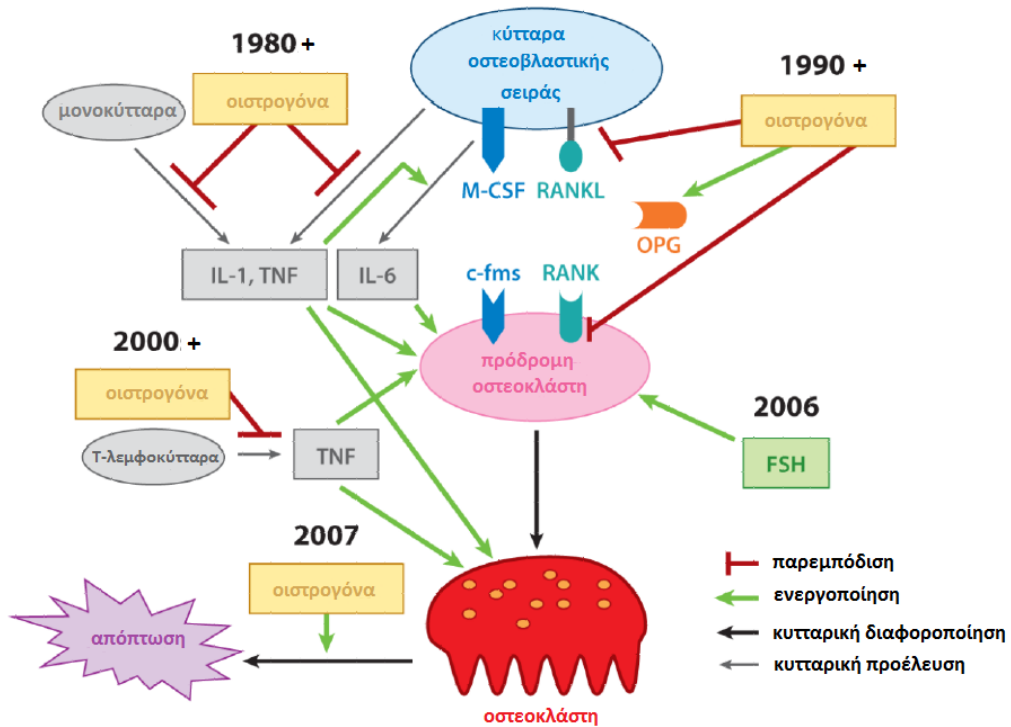 1980 +
κύτταρα
οστεοβλαστικής
σειράς
1990 +
μονοκύτταρα
οιστρογόνα
οιστρογόνα
M-CSF RANKL
OPG
IL-1, TNF
IL-6
c-fms RANK
2000 +
πρόδρομη
οστεοκλάστη
οιστρογόνα
2006
Τ-λεμφοκύτταρα
TNF
FSH
2007
οιστρογόνα
απόπτωση
οστεοκλάστη
παρεμπόδιση
ενεργοποίηση
κυτταρική διαφοροποίηση
κυτταρική προέλευση